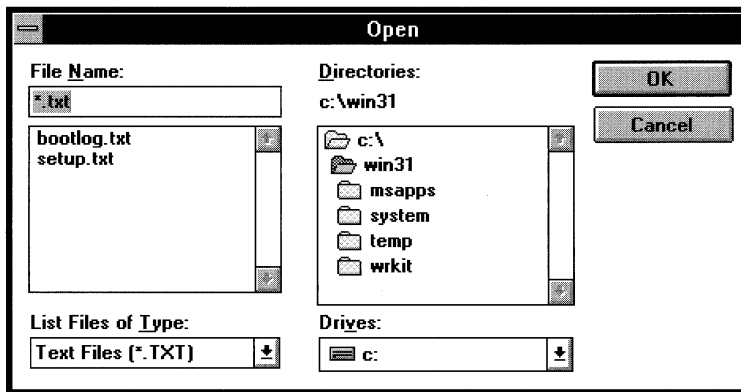 Open
File Name:
*.txt
bootlog.txt
setup.txt
List Files of Type:
Text Files (*.TXT)
Directories:
c:\win31
c:\
win31
msapps
system
temp
wrkit
Drives:
c:
OK
Cancel